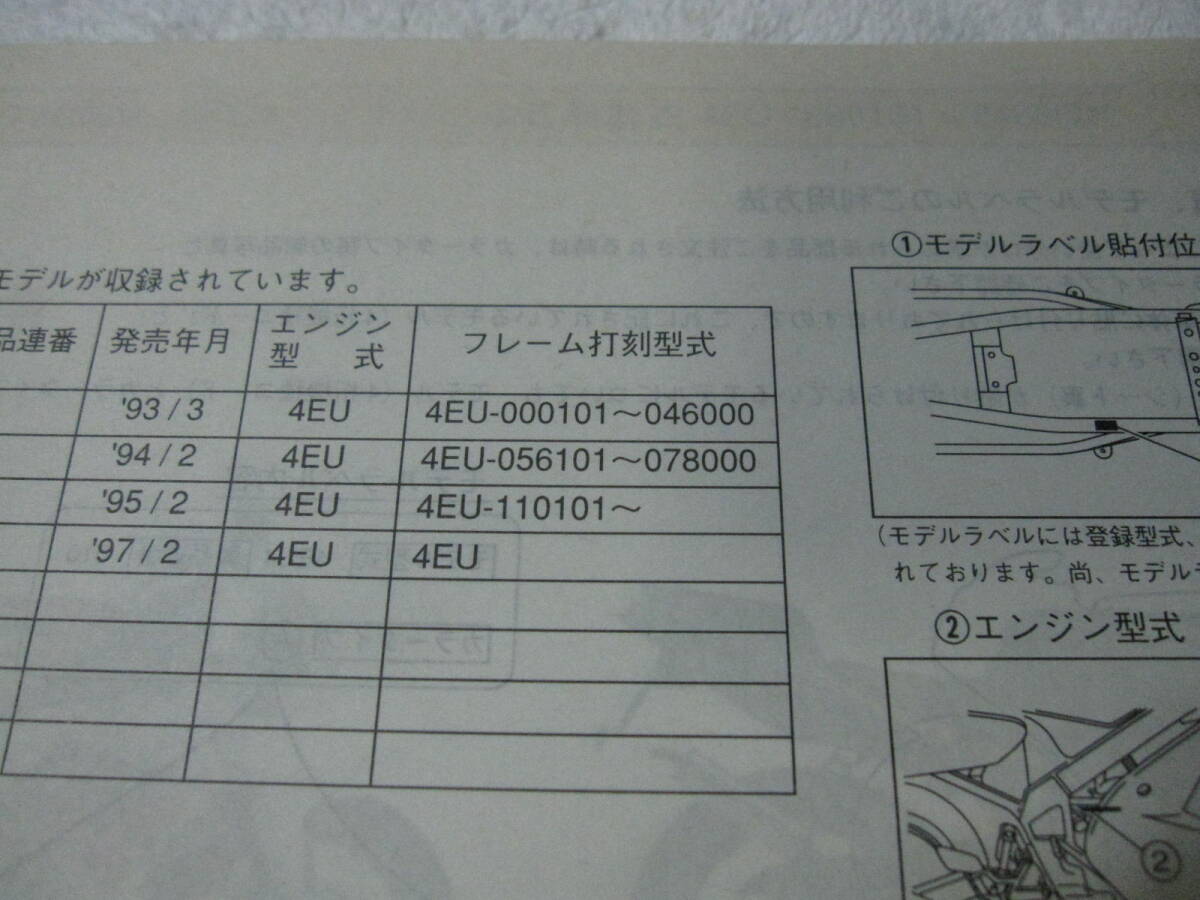 ①モデルラベル貼付位
モデルが収録されています。
品連番 発売年月 エンジン型式 フレーム打刻型式
'93 / 3 4EU 4EU-000101〜046000
'94 / 2 4EU 4EU-056101〜078000
'95 / 2 4EU 4EU-110101〜
'97 / 2 4EU 4EU
(モデルラベルには登録型式、
れております。尚、モデルラ
②エンジン型式
②